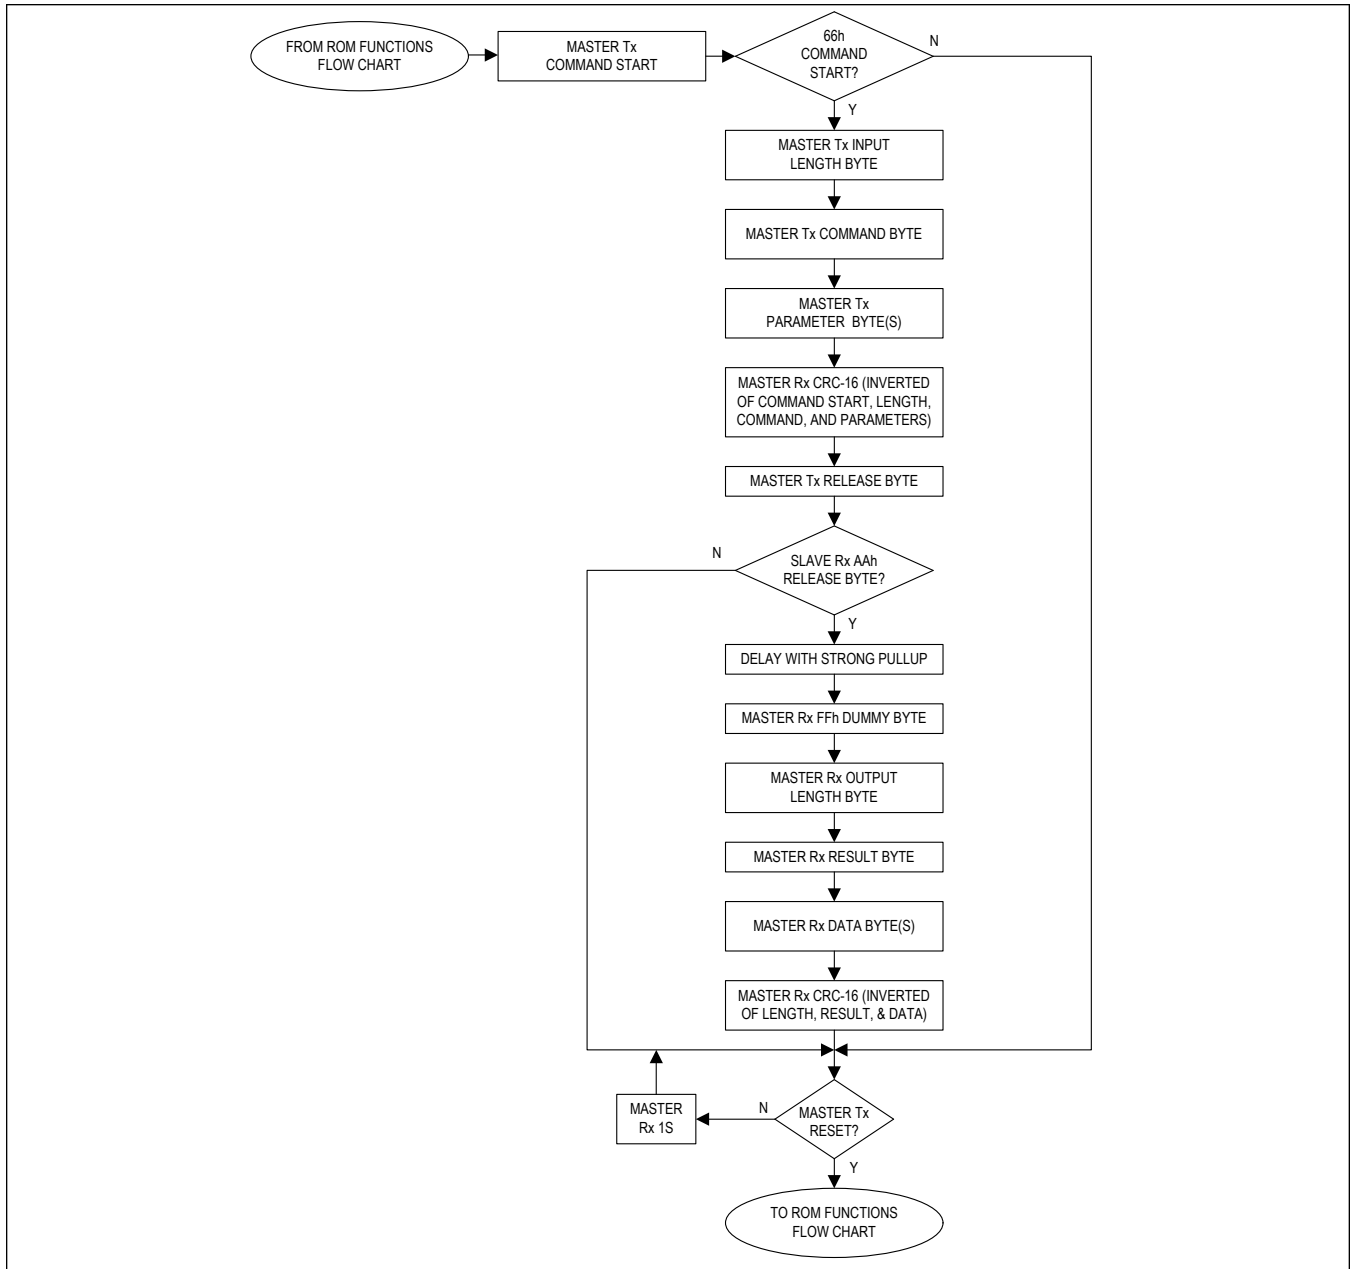 FROM ROM FUNCTIONS
FLOW CHART
MASTER Tx
COMMAND START
66h
COMMAND
START?
N
Y
MASTER Tx INPUT
LENGTH BYTE
MASTER Tx COMMAND BYTE
MASTER Tx
PARAMETER BYTE(S)
MASTER Rx CRC-16 (INVERTED
OF COMMAND START, LENGTH,
COMMAND, AND PARAMETERS)
MASTER Tx RELEASE BYTE
N
SLAVE Rx AAh
RELEASE BYTE?
Y
DELAY WITH STRONG PULLUP
MASTER Rx FFh DUMMY BYTE
MASTER Rx OUTPUT
LENGTH BYTE
MASTER Rx RESULT BYTE
MASTER Rx DATA BYTE(S)
MASTER Rx CRC-16 (INVERTED
OF LENGTH, RESULT, & DATA)
MASTER
Rx 1S
N
MASTER Tx
RESET?
Y
TO ROM FUNCTIONS
FLOW CHART